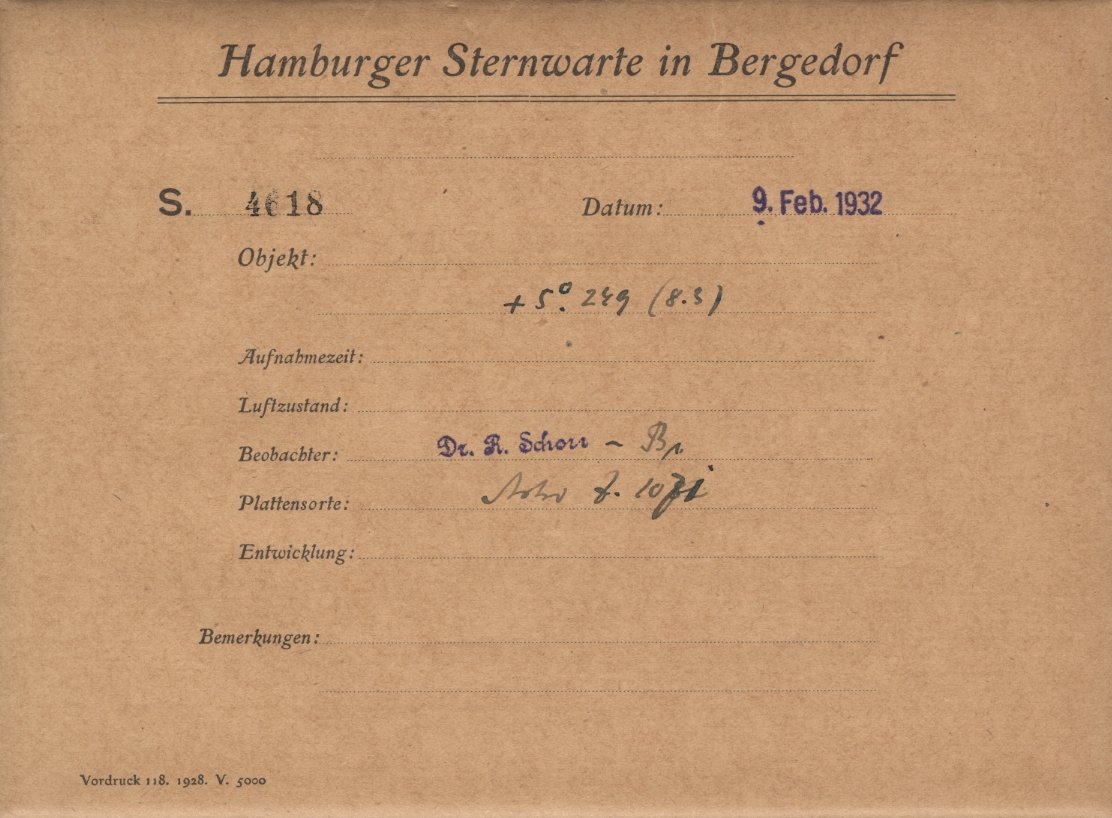 Hamburger Sternwarte in Bergedorf
S. 4618 Datum: 9. Feb. 1932
Objekt:
+5° 249 (8.3)
Aufnahmezeit:
Luftzustand:
Beobachter: Dr. R. Schorr – Br.
Plattensorte:
Entwicklung:
Bemerkungen:
Vordruck 118. 1928. V. 5000